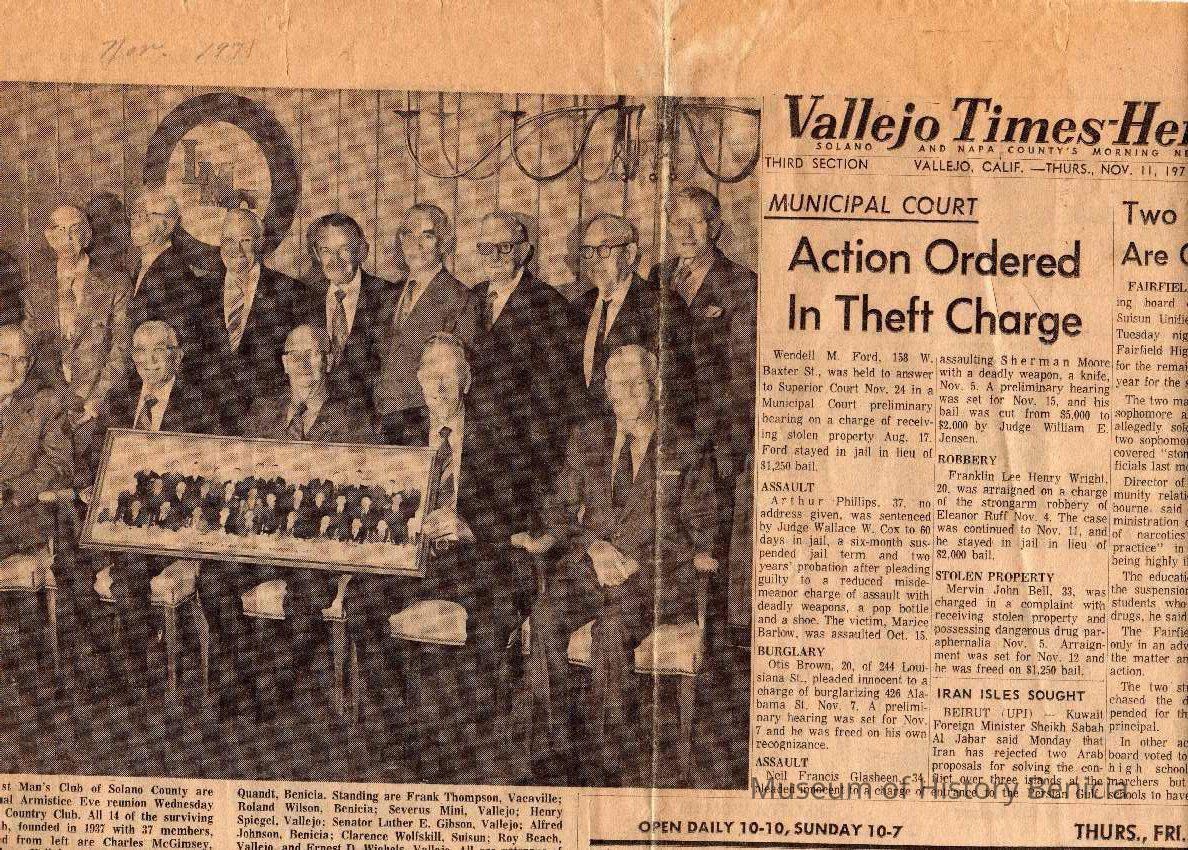 Nov. 1971
Vallejo Times-Her
SOLANO AND NAPA COUNTY'S MORNING NE
THIRD SECTION VALLEJO, CALIF. —THURS., NOV. 11, 197
MUNICIPAL COURT
Action Ordered
In Theft Charge
Wendell M. Ford, 158 W.
Baxter St., was held to answer
to Superior Court Nov. 24 in a
Municipal Court preliminary
hearing on a charge of receiv-
ing stolen property Aug. 17.
Ford stayed in jail in lieu of
$1,250 bail.
ASSAULT
Arthur Phillips, 37, no
address given, was sentenced
by Judge Wallace W. Cox to 60
days in jail, a six-month sus-
pended jail term and two
years' probation after pleading
guilty to a reduced misde-
meanor charge of assault with
deadly weapons, a pop bottle
and a shoe. The victim, Marice
Barlow, was assaulted Oct. 15.
BURGLARY
Otis Brown, 20, of 244 Loui-
siana St., pleaded innocent to a
charge of burglarizing 426 Ala-
bama St. Nov. 7. A prelimi-
nary hearing was set for Nov.
7 and he was freed on his own
recognizance.
ASSAULT
Neil Francis Glasheen, 34,
pleaded innocent to a charge of
assaulting Sherman Moore
with a deadly weapon, a knife,
Nov. 5. A preliminary hearing
was set for Nov. 15, and his
bail was cut from $5,000 to
$2,000 by Judge William E.
Jensen.
ROBBERY
Franklin Lee Henry Wright,
20, was arraigned on a charge
of the strongarm robbery of
Eleanor Ruff Nov. 4. The case
was continued to Nov. 11, and
he stayed in jail in lieu of
$2,000 bail.
STOLEN PROPERTY
Mervin John Bell, 33, was
charged in a complaint with
receiving stolen property and
possessing dangerous drug par-
aphernalia Nov. 5. Arraign-
ment was set for Nov. 12 and
he was freed on $1,250 bail.
IRAN ISLES SOUGHT
BEIRUT (UPI) — Kuwait
Foreign Minister Sheikh Sabah
Al Jabar said Monday that
Iran has rejected two Arab
proposals for solving the con-
flict over three islands at the
entrance to the Persian
Two
Are
FAIRFIEL
ing board
Suisun Unifie
Tuesday nig
Fairfield Hig
for the remai
year for the s
The two ma
sophomore a
allegedly sol
two sophomo
covered "ston
ficials last m
Director of
munity relati
bourne, said
ministration
of narcotics
practice" in
being highly i
The educati
the suspension
students who
drugs, he said
The Fairfie
only in an adv
the matter an
action.
The two st
chased the d
pended for th
principal.
In other ac
board voted to
high school
marchers but
schools to have
st Man's Club of Solano County are
al Armistice Eve reunion Wednesday
Country Club. All 14 of the surviving
h, founded in 1937 with 37 members,
d from left are Charles McGimsey,
Quandt, Benicia. Standing are Frank Thompson, Vacaville;
Roland Wilson, Benicia; Severus Mini, Vallejo; Henry
Spiegel, Vallejo; Senator Luther E. Gibson, Vallejo; Alfred
Johnson, Benicia; Clarence Wolfskill, Suisun; Roy Beach,
Vallejo and Ernest D. Wichels, Vallejo. All are
OPEN DAILY 10-10, SUNDAY 10-7 THURS., FRI.
Museum of History Benicia